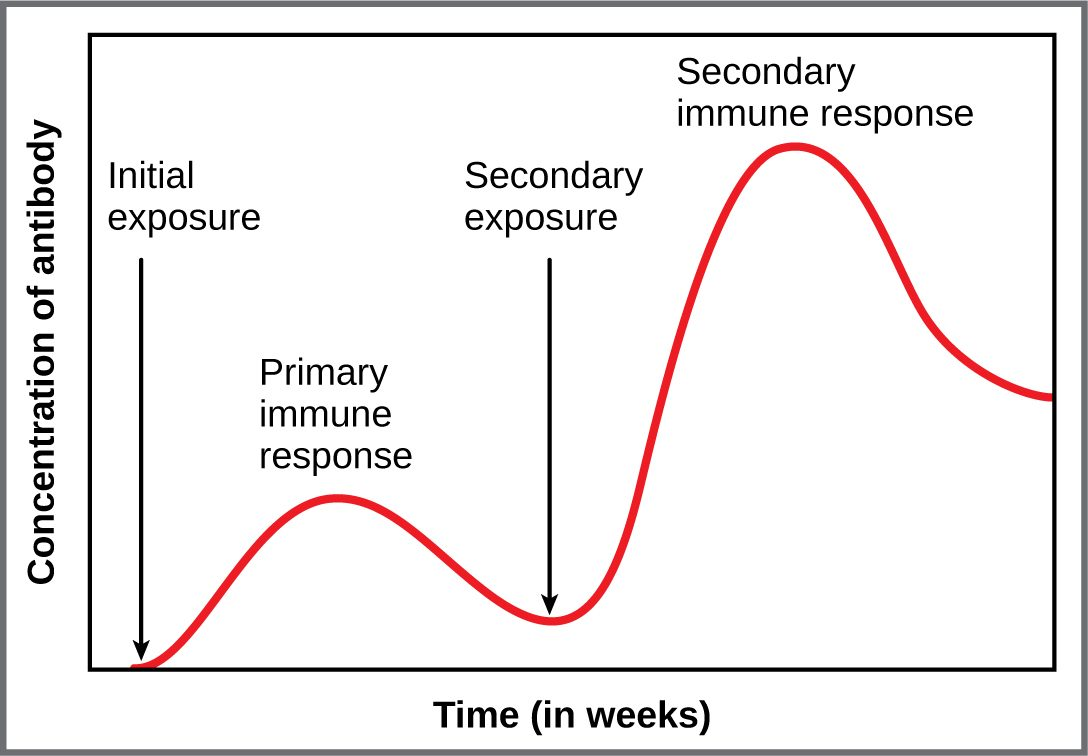 Concentration of antibody
Initial
exposure
Primary
immune
response
Secondary
exposure
Secondary
immune response
Time (in weeks)